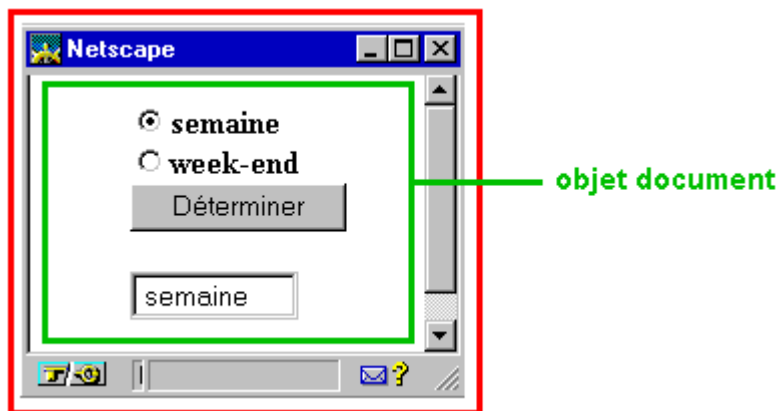 Netscape
semaine
week-end
Déterminer
objet document
semaine